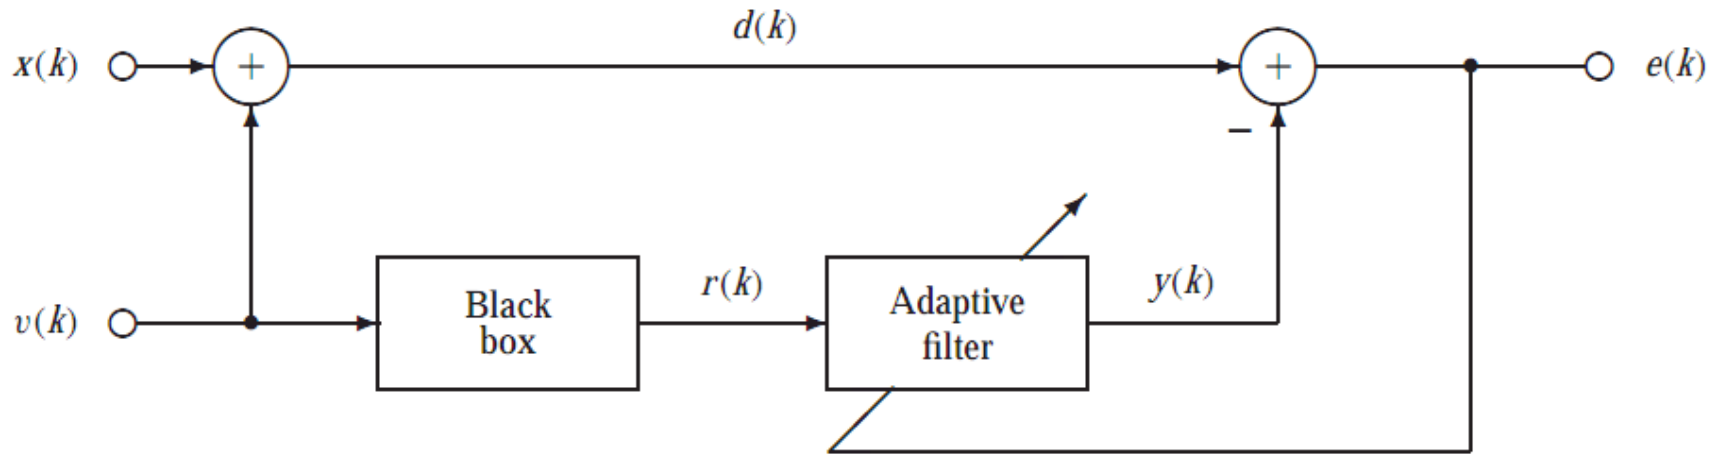 d(k)
x(k)
+
+
e(k)
−
v(k)
Black
box
r(k)
Adaptive
filter
y(k)